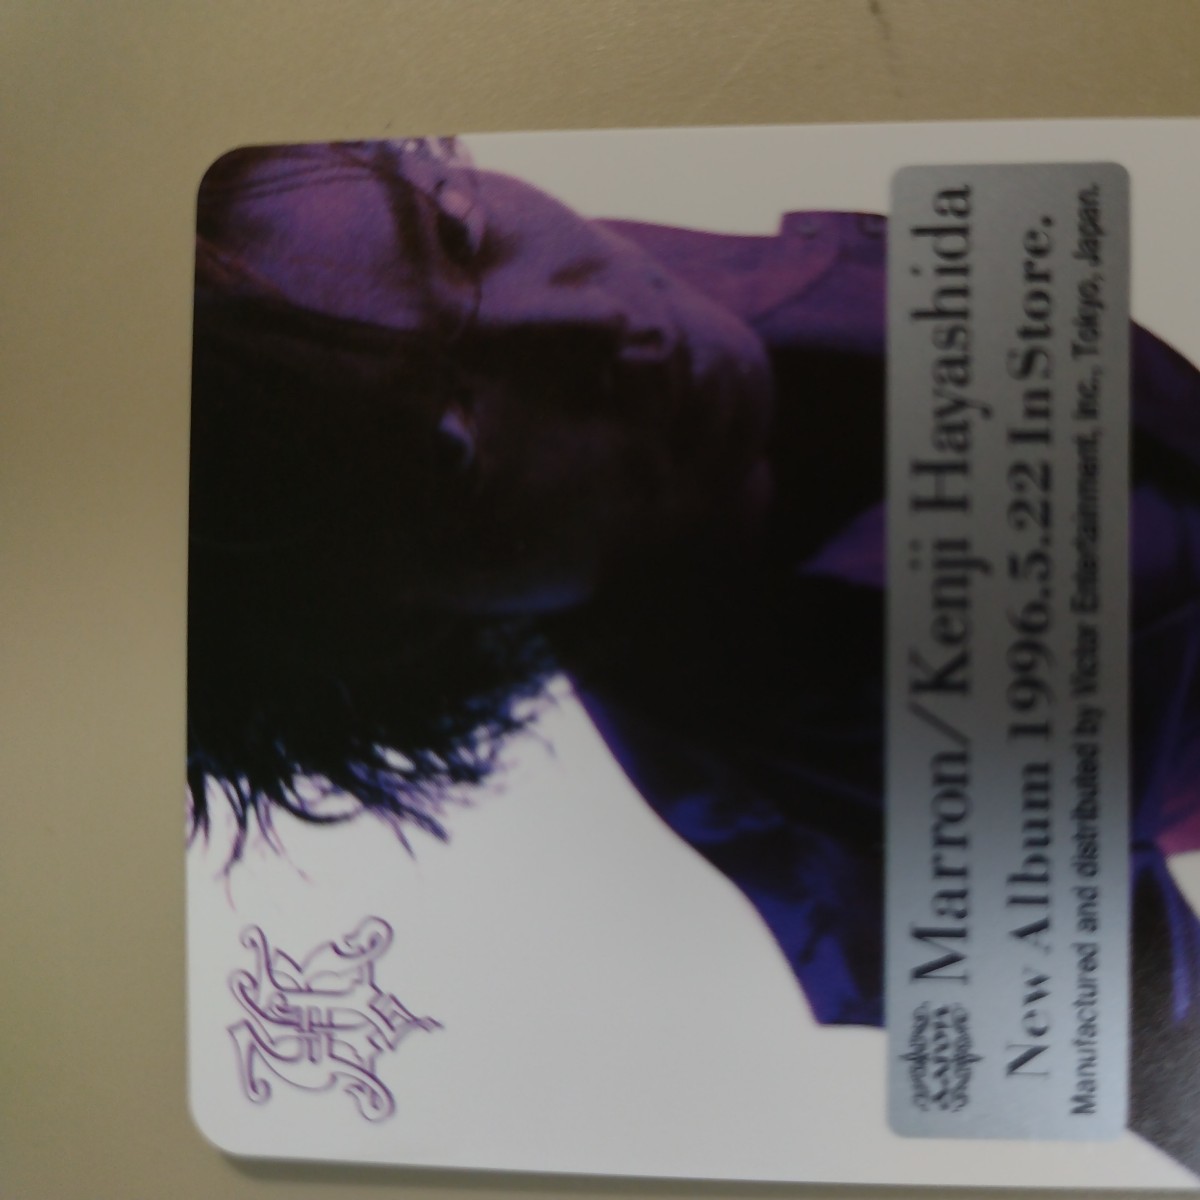 Marron/Kenji Hayashida
New Album 1996.5.22 In Store.
Manufactured and distributed by Victor Entertainment, Inc., Tokyo, Japan.